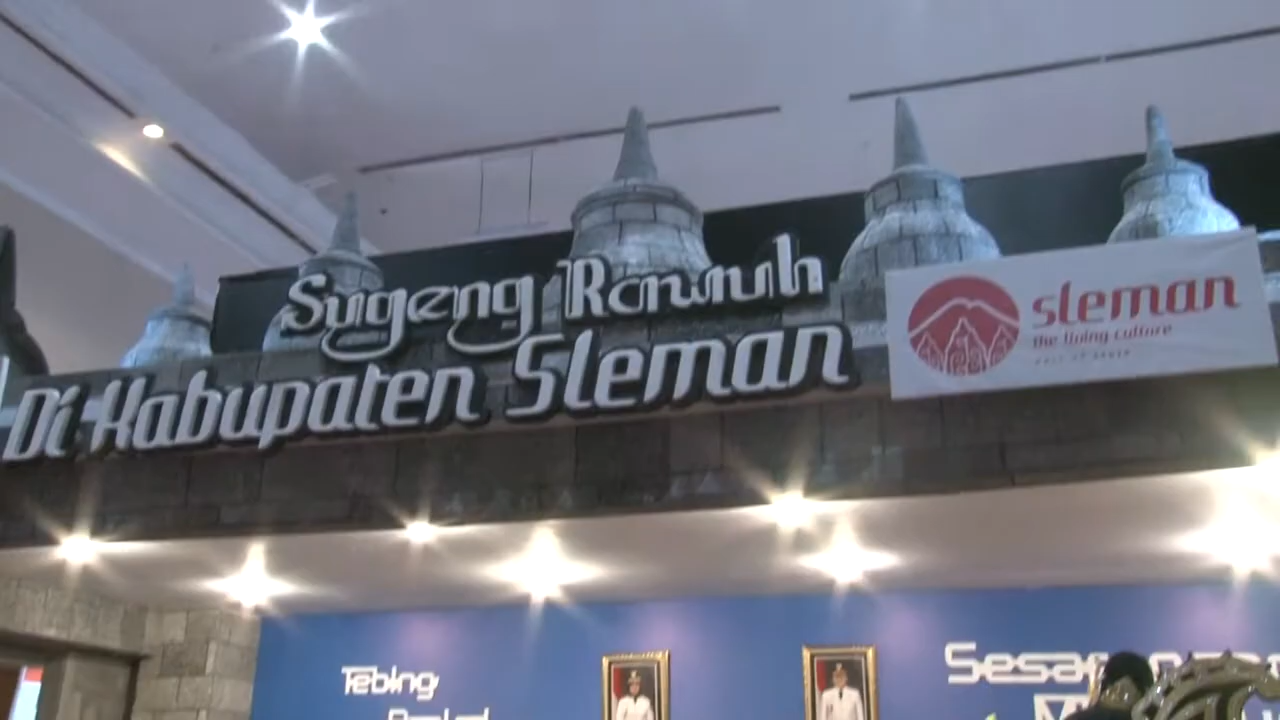 Sugeng Rawuh
Di Kabupaten Sleman
sleman
the living culture
Tebing